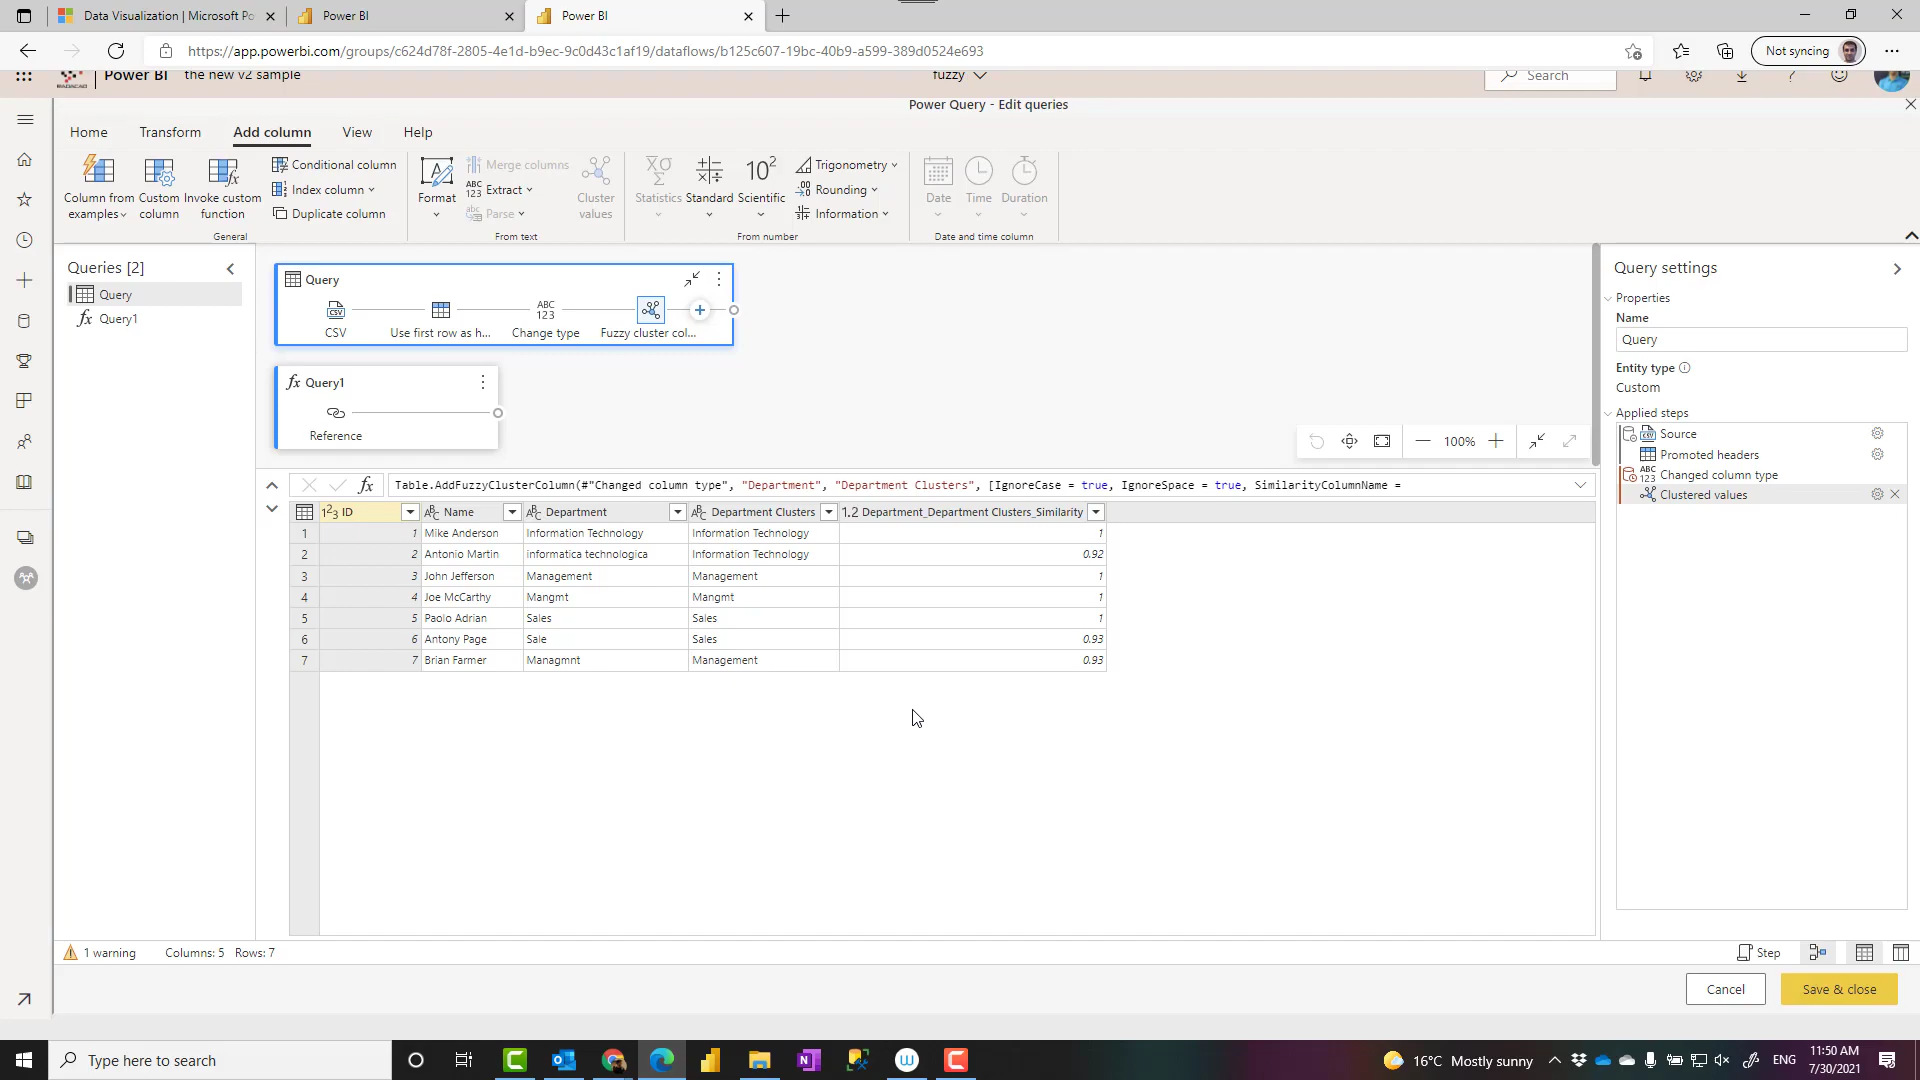 Data Visualization | Microsoft Po
Power BI
Power BI
https://app.powerbi.com/groups/c624d78f-2805-4e1d-b9ec-9c0d43c1af19/dataflows/b125c607-19bc-40b9-a599-389d0524e693
Not syncing
Power BI the new v2 sample
fuzzy
Search
Power Query - Edit queries
Home Transform Add column View Help
Column from examples
Custom column
Invoke custom function
Conditional column
Index column
Duplicate column
General
Format
Merge columns
Extract
Parse
Cluster values
From text
Statistics
Standard
Scientific
Trigonometry
Rounding
Information
From number
Date
Time
Duration
Date and time column
Queries [2]
Query
Query1
Query
CSV
Use first row as h...
Change type
Fuzzy cluster col...
Query1
Reference
100%
Query settings
Properties
Name
Query
Entity type
Custom
Applied steps
Source
Promoted headers
Changed column type
Clustered values
Table.AddFuzzyClusterColumn(#"Changed column type", "Department", "Department Clusters", [IgnoreCase = true, IgnoreSpace = true, SimilarityColumnName =
ID Name Department Department Clusters 1.2 Department_Department Clusters_Similarity
1 1 Mike Anderson Information Technology Information Technology 1
2 2 Antonio Martin informatica technologica Information Technology 0.92
3 3 John Jefferson Management Management 1
4 4 Joe McCarthy Mangmt Mangmt 1
5 5 Paolo Adrian Sales Sales 1
6 6 Antony Page Sale Sales 0.93
7 7 Brian Farmer Managmnt Management 0.93
1 warning Columns: 5 Rows: 7
Step
Cancel
Save & close
Type here to search
16°C Mostly sunny
ENG
11:50 AM
7/30/2021